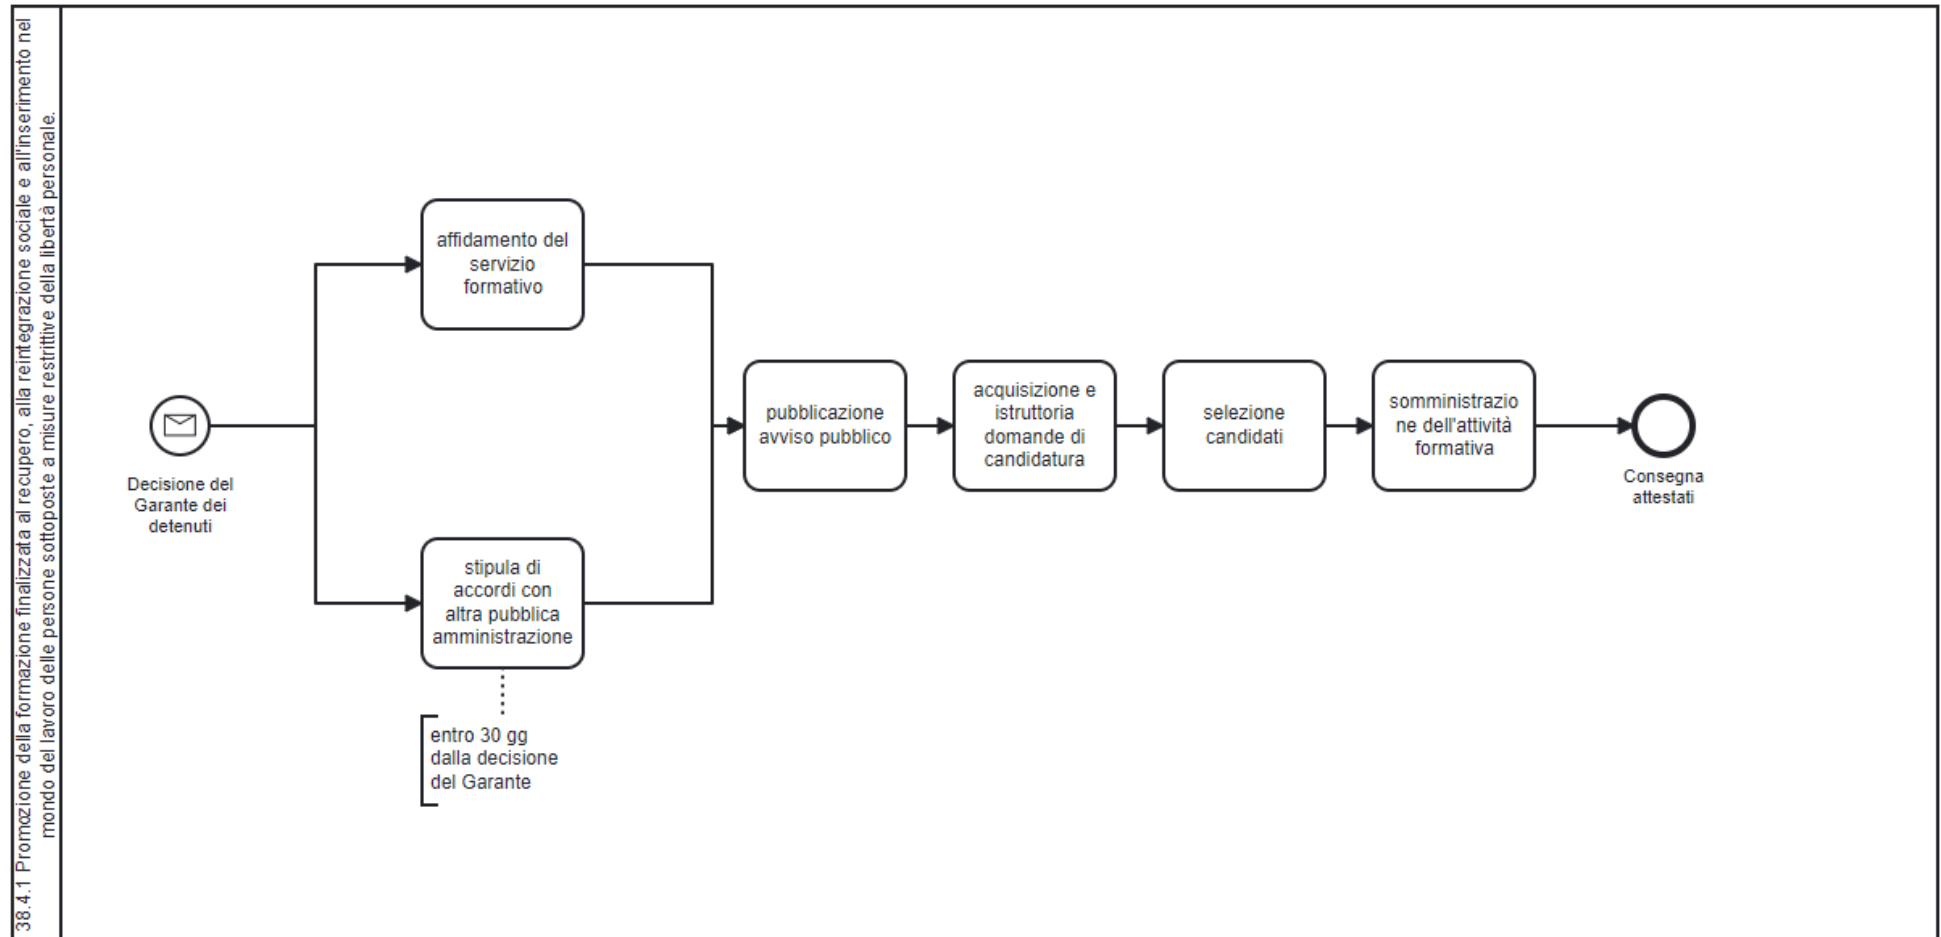 38.4.1 Promozione della formazione finalizzata al recupero, alla reintegrazione sociale e all'inserimento nel
mondo del lavoro delle persone sottoposte a misure restrittive della libertà personale.
Decisione del
Garante dei
detenuti
affidamento del
servizio
formativo
stipula di
accordi con
altra pubblica
amministrazione
entro 30 gg
dalla decisione
del Garante
pubblicazione
avviso pubblico
acquisizione e
istruttoria
domande di
candidatura
selezione
candidati
somministrazio
ne dell'attività
formativa
Consegna
attestati